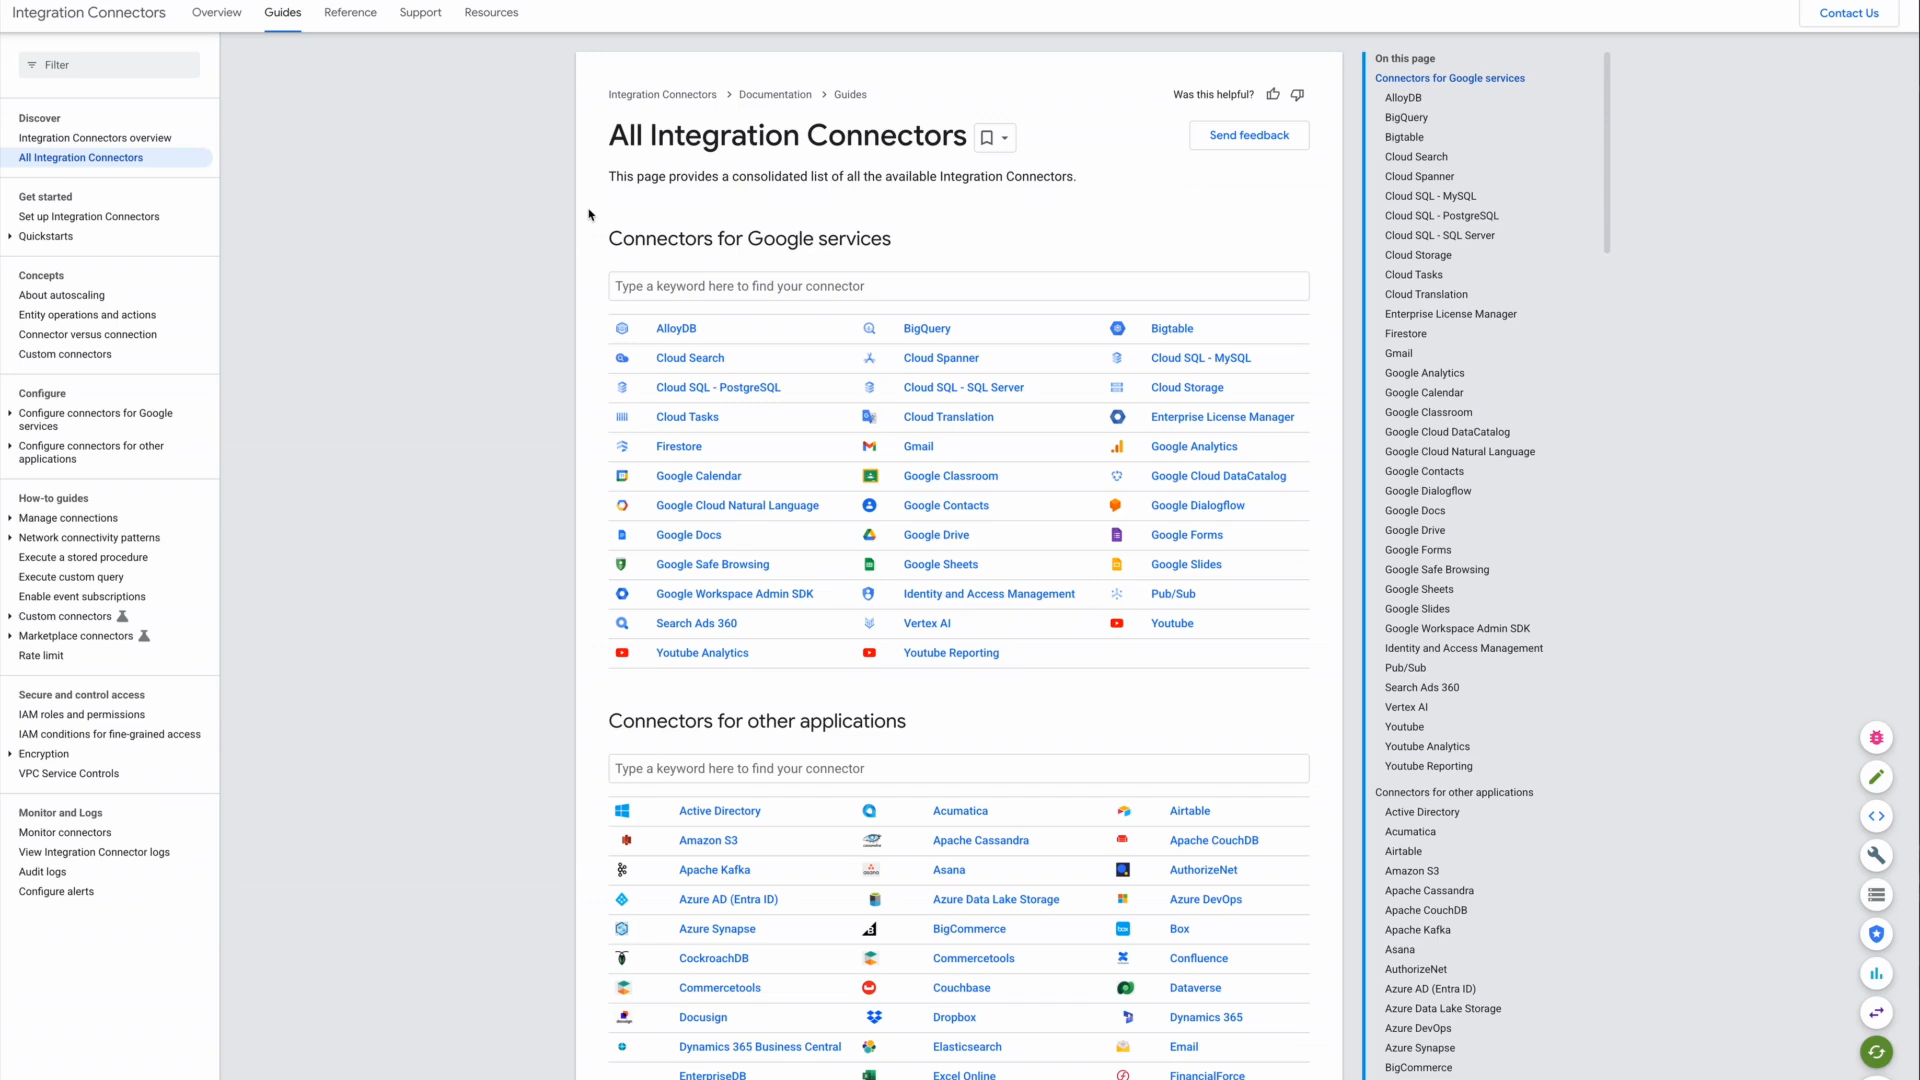 Integration Connectors
Overview
Guides
Reference
Support
Resources
Contact Us
Filter
Discover
Integration Connectors overview
All Integration Connectors
Get started
Set up Integration Connectors
Quickstarts
Concepts
About autoscaling
Entity operations and actions
Connector versus connection
Custom connectors
Configure
Configure connectors for Google
services
Configure connectors for other
applications
How-to guides
Manage connections
Network connectivity patterns
Execute a stored procedure
Execute custom query
Enable event subscriptions
Custom connectors
Marketplace connectors
Rate limit
Secure and control access
IAM roles and permissions
IAM conditions for fine-grained access
Encryption
VPC Service Controls
Monitor and Logs
Monitor connectors
View Integration Connector logs
Audit logs
Configure alerts
Integration Connectors > Documentation > Guides
Was this helpful?
All Integration Connectors
Send feedback
This page provides a consolidated list of all the available Integration Connectors.
Connectors for Google services
Type a keyword here to find your connector
AlloyDB BigQuery Bigtable
Cloud Search Cloud Spanner Cloud SQL - MySQL
Cloud SQL - PostgreSQL Cloud SQL - SQL Server Cloud Storage
Cloud Tasks Cloud Translation Enterprise License Manager
Firestore Gmail Google Analytics
Google Calendar Google Classroom Google Cloud DataCatalog
Google Cloud Natural Language Google Contacts Google Dialogflow
Google Docs Google Drive Google Forms
Google Safe Browsing Google Sheets Google Slides
Google Workspace Admin SDK Identity and Access Management Pub/Sub
Search Ads 360 Vertex AI Youtube
Youtube Analytics Youtube Reporting
Connectors for other applications
Type a keyword here to find your connector
Active Directory Acumatica Airtable
Amazon S3 Apache Cassandra Apache CouchDB
Apache Kafka Asana AuthorizeNet
Azure AD (Entra ID) Azure Data Lake Storage Azure DevOps
Azure Synapse BigCommerce Box
CockroachDB Commercetools Confluence
Commercetools Couchbase Dataverse
Docusign Dropbox Dynamics 365
Dynamics 365 Business Central Elasticsearch Email
EnterpriseDB Excel Online FinancialForce
On this page
Connectors for Google services
AlloyDB
BigQuery
Bigtable
Cloud Search
Cloud Spanner
Cloud SQL - MySQL
Cloud SQL - PostgreSQL
Cloud SQL - SQL Server
Cloud Storage
Cloud Tasks
Cloud Translation
Enterprise License Manager
Firestore
Gmail
Google Analytics
Google Calendar
Google Classroom
Google Cloud DataCatalog
Google Cloud Natural Language
Google Contacts
Google Dialogflow
Google Docs
Google Drive
Google Forms
Google Safe Browsing
Google Sheets
Google Slides
Google Workspace Admin SDK
Identity and Access Management
Pub/Sub
Search Ads 360
Vertex AI
Youtube
Youtube Analytics
Youtube Reporting
Connectors for other applications
Active Directory
Acumatica
Airtable
Amazon S3
Apache Cassandra
Apache CouchDB
Apache Kafka
Asana
AuthorizeNet
Azure AD (Entra ID)
Azure Data Lake Storage
Azure DevOps
Azure Synapse
BigCommerce